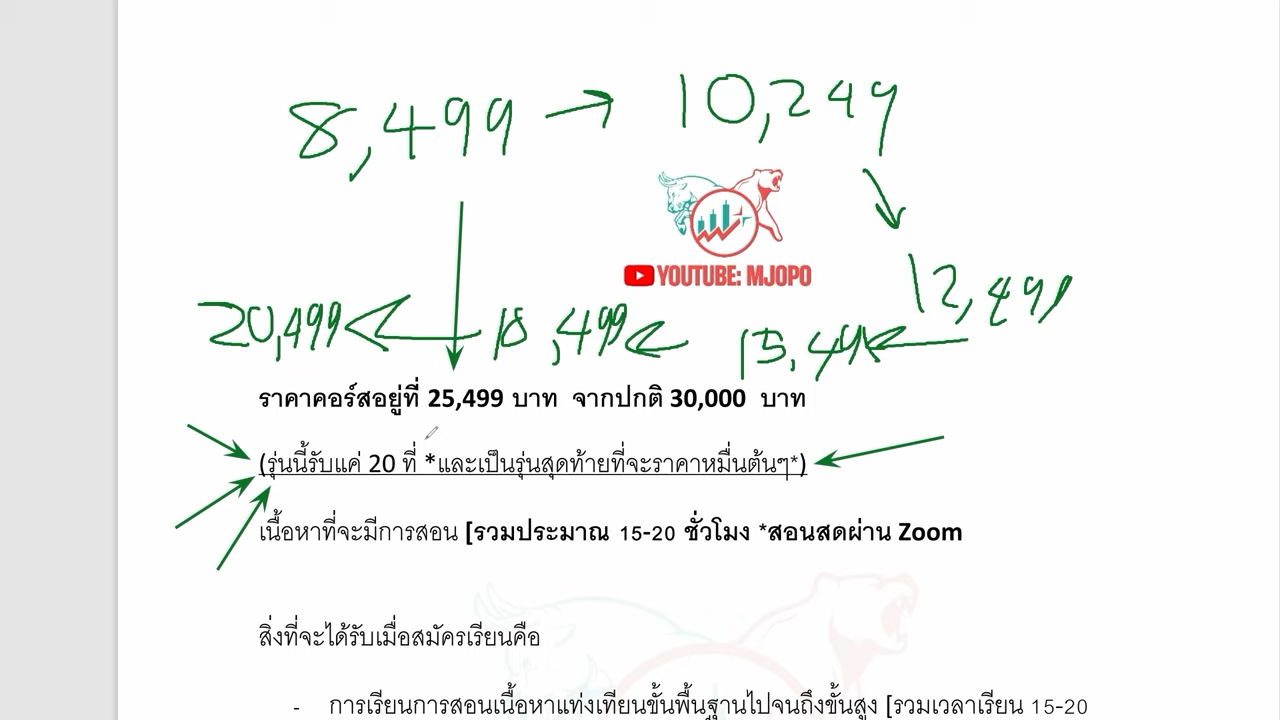 8,499 → 10,249
YOUTUBE: MJOPO
12,499
20,499 ← 18,499 ← 15,499 ←
ราคาคอร์สอยู่ที่ 25,499 บาท จากปกติ 30,000 บาท
(รุ่นนี้รับแค่ 20 ที่ *และเป็นรุ่นสุดท้ายที่จะราคาหมื่นต้นๆ*)
เนื้อหาที่จะมีการสอน [รวมประมาณ 15-20 ชั่วโมง *สอนสดผ่าน Zoom
สิ่งที่จะได้รับเมื่อสมัครเรียนคือ
- การเรียนการสอนเนื้อหาแท่งเทียนขั้นพื้นฐานไปจนถึงขั้นสูง [รวมเวลาเรียน 15-20